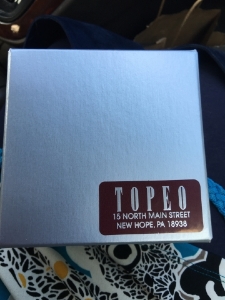 TOPEO
15 NORTH MAIN STREET
NEW HOPE, PA 18938